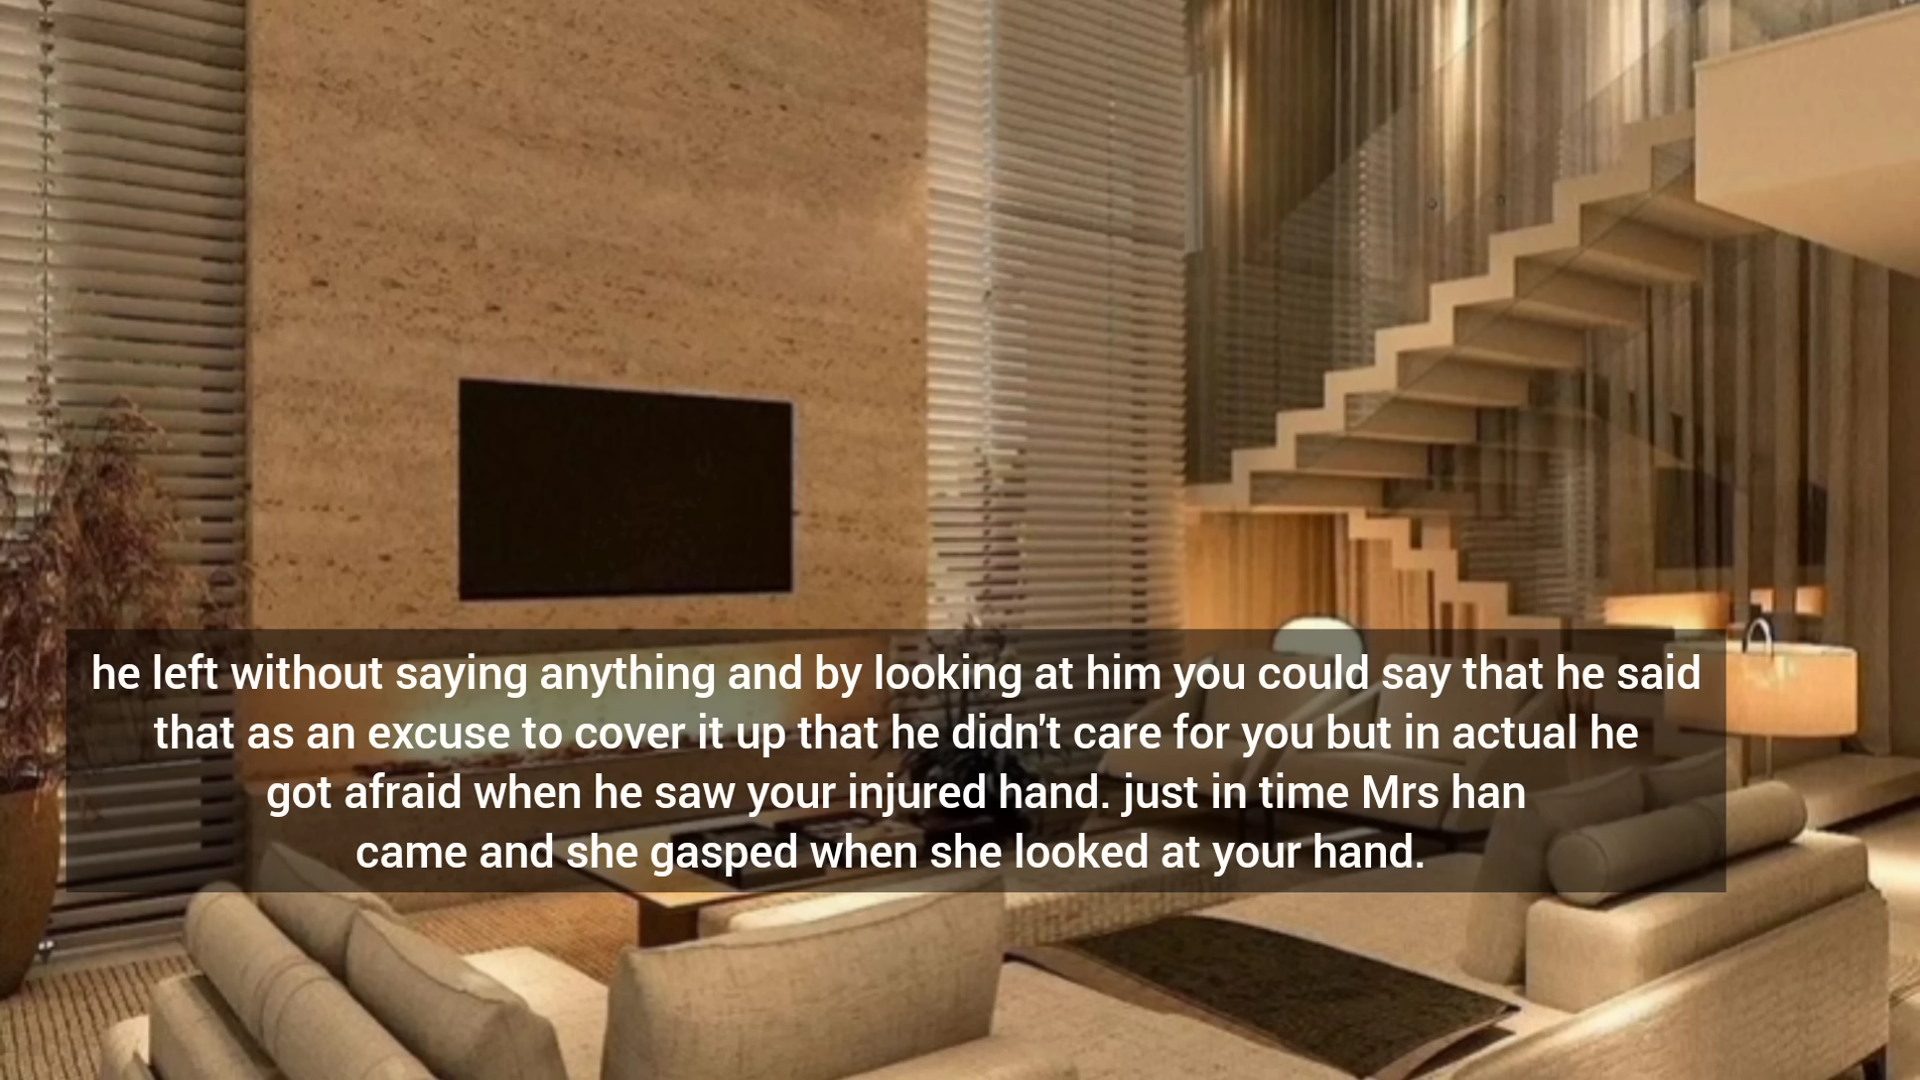 he left without saying anything and by looking at him you could say that he said
that as an excuse to cover it up that he didn't care for you but in actual he
got afraid when he saw your injured hand. just in time Mrs han
came and she gasped when she looked at your hand.